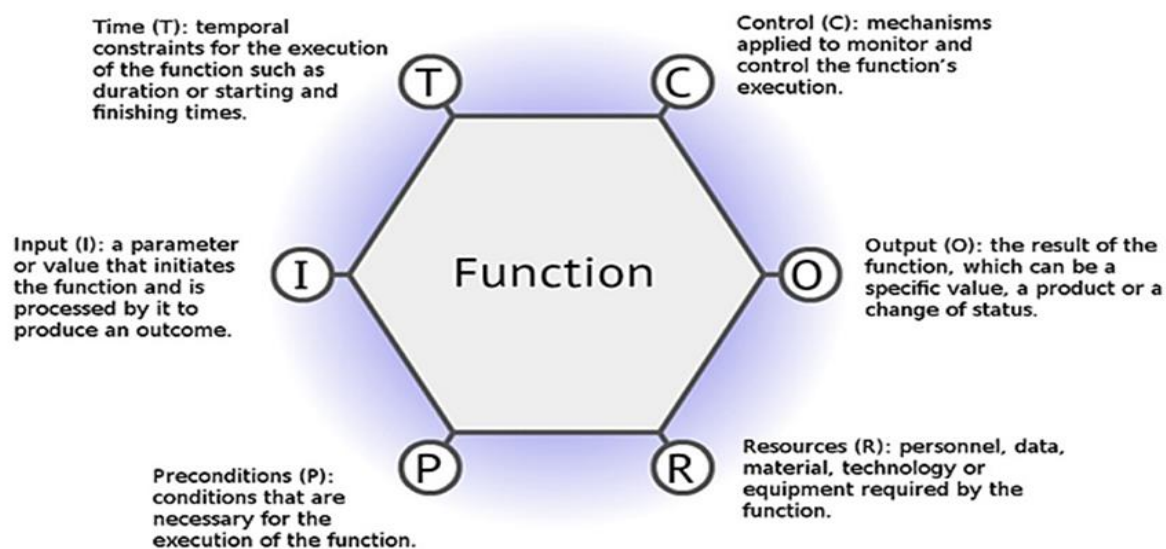 Time (T): temporal
constraints for the execution
of the function such as
duration or starting and
finishing times.
T
C
Control (C): mechanisms
applied to monitor and
control the function's
execution.
Input (I): a parameter
or value that initiates
the function and is
processed by it to
produce an outcome.
I
Function
O
Output (O): the result of the
function, which can be a
specific value, a product or a
change of status.
Preconditions (P):
conditions that are
necessary for the
execution of the function.
P
R
Resources (R): personnel, data,
material, technology or
equipment required by the
function.